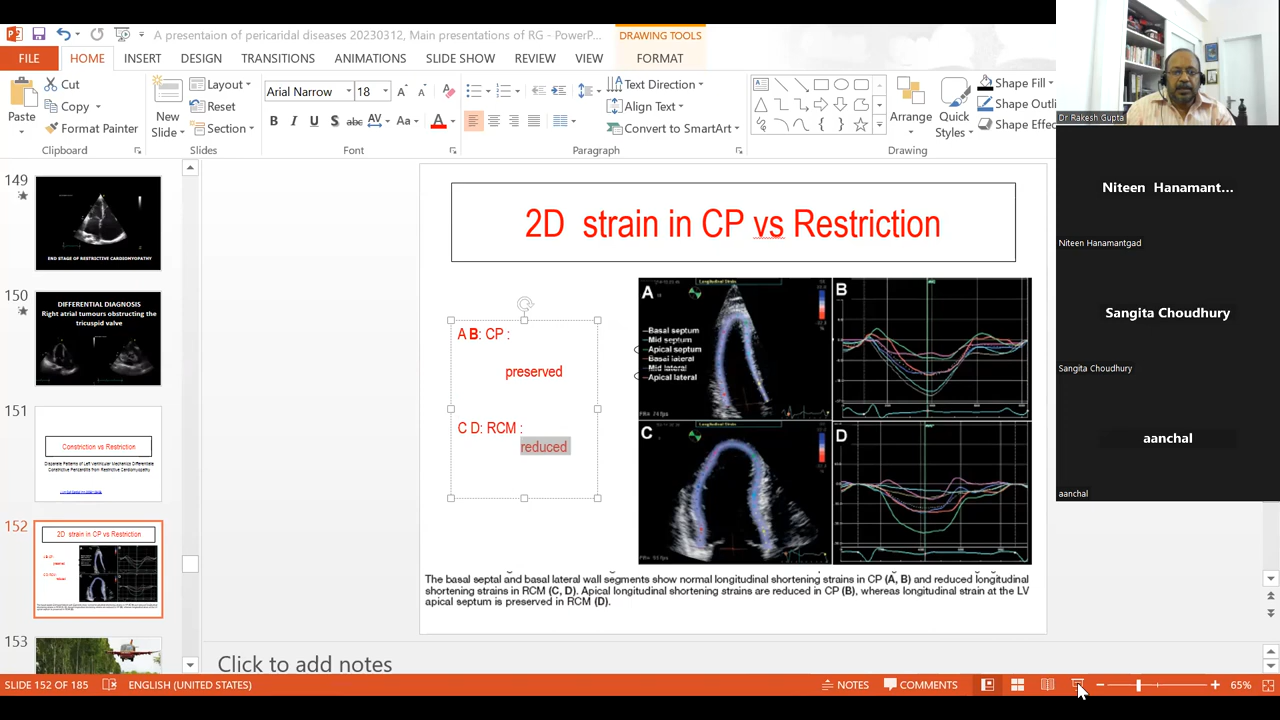 A presentaion of pericaridal diseases 20230312, Main presentations of RG - PowerP...
DRAWING TOOLS
FILE HOME INSERT DESIGN TRANSITIONS ANIMATIONS SLIDE SHOW REVIEW VIEW FORMAT
Paste
Cut
Copy
Format Painter
Clipboard
New Slide
Layout
Reset
Section
Slides
Arial Narrow 18
Font
Text Direction
Align Text
Convert to SmartArt
Paragraph
Arrange
Quick Styles
Shape Fill
Shape Outli
Shape Effec
Drawing
149
END STAGE OF RESTRICTIVE CARDIOMYOPATHY
150
DIFFERENTIAL DIAGNOSIS
Right atrial tumours obstructing the
tricuspid valve
151
Constriction vs Restriction
Disparate Patterns of Left Ventricular Mechanics Differentiate
Constrictive Pericarditis from Restrictive Cardiomyopathy
152
2D strain in CP vs Restriction
153
2D strain in CP vs Restriction
A B: CP :
preserved
C D: RCM :
reduced
A
B
C
D
Basal septum
Mid septum
Apical septum
Basal lateral
Mid lateral
Apical lateral
The basal septal and basal lateral wall segments show normal longitudinal shortening strains in CP (A, B) and reduced longitudinal
shortening strains in RCM (C, D). Apical longitudinal shortening strains are reduced in CP (B), whereas longitudinal strain at the LV
apical septum is preserved in RCM (D).
Click to add notes
SLIDE 152 OF 185 ENGLISH (UNITED STATES) NOTES COMMENTS 65%
Dr Rakesh Gupta
Niteen Hanamant...
Niteen Hanamantgad
Sangita Choudhury
Sangita Choudhury
aanchal
aanchal